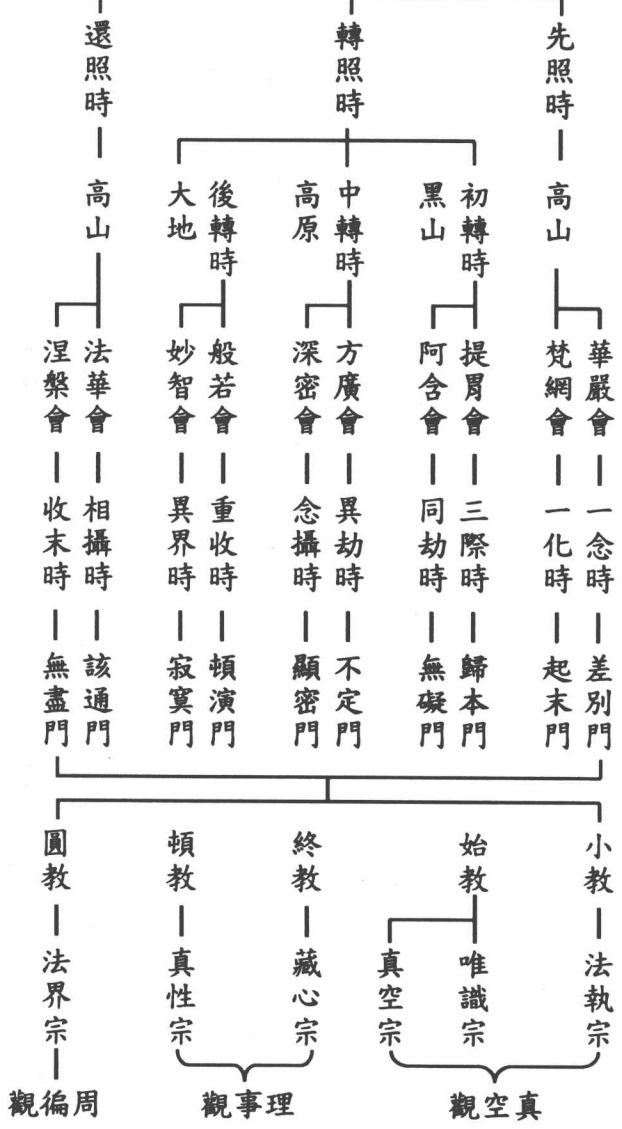 先照時
高山
華嚴會
一念時
差別門
梵網會
一化時
起末門
轉照時
初轉時
黑山
提胃會
三際時
歸本門
阿含會
同劫時
無礙門
中轉時
高原
方廣會
異劫時
不定門
深密會
念攝時
顯密門
後轉時
大地
般若會
重收時
頓演門
妙智會
異界時
寂寞門
還照時
高山
法華會
相攝時
該通門
涅槃會
收末時
無盡門
小教
法執宗
始教
唯識宗
真空宗
真空觀
終教
藏心宗
頓教
真性宗
理事觀
圓教
法界宗
周徧觀